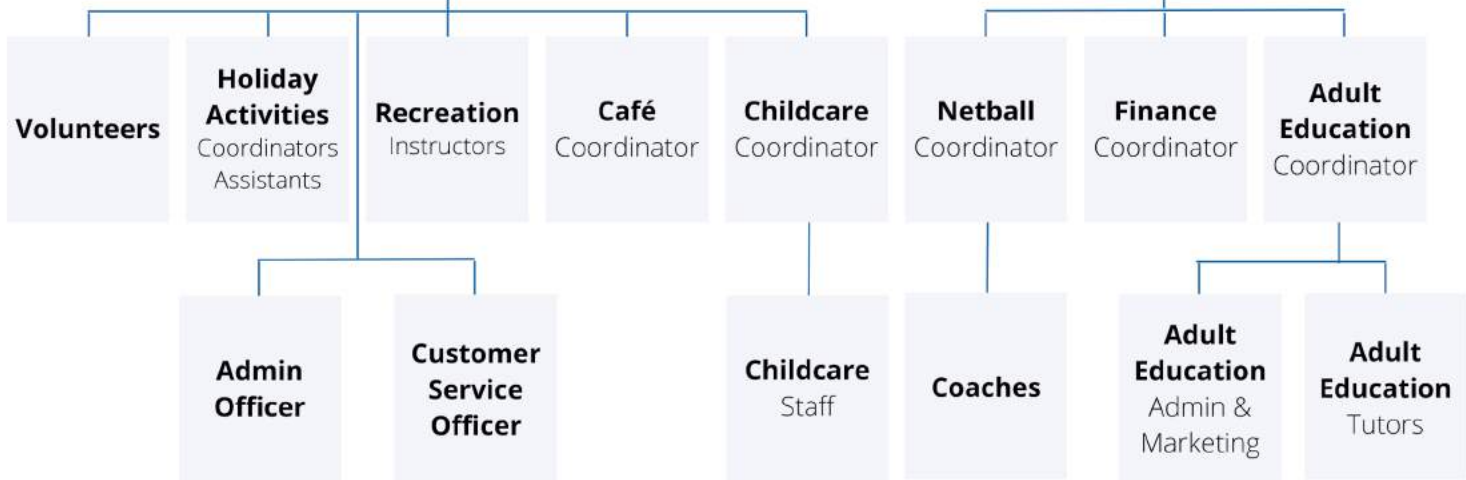 Volunteers
Holiday
Activities
Coordinators
Assistants
Recreation
Instructors
Café
Coordinator
Childcare
Coordinator
Netball
Coordinator
Finance
Coordinator
Adult
Education
Coordinator
Admin
Officer
Customer
Service
Officer
Childcare
Staff
Coaches
Adult
Education
Admin &
Marketing
Adult
Education
Tutors